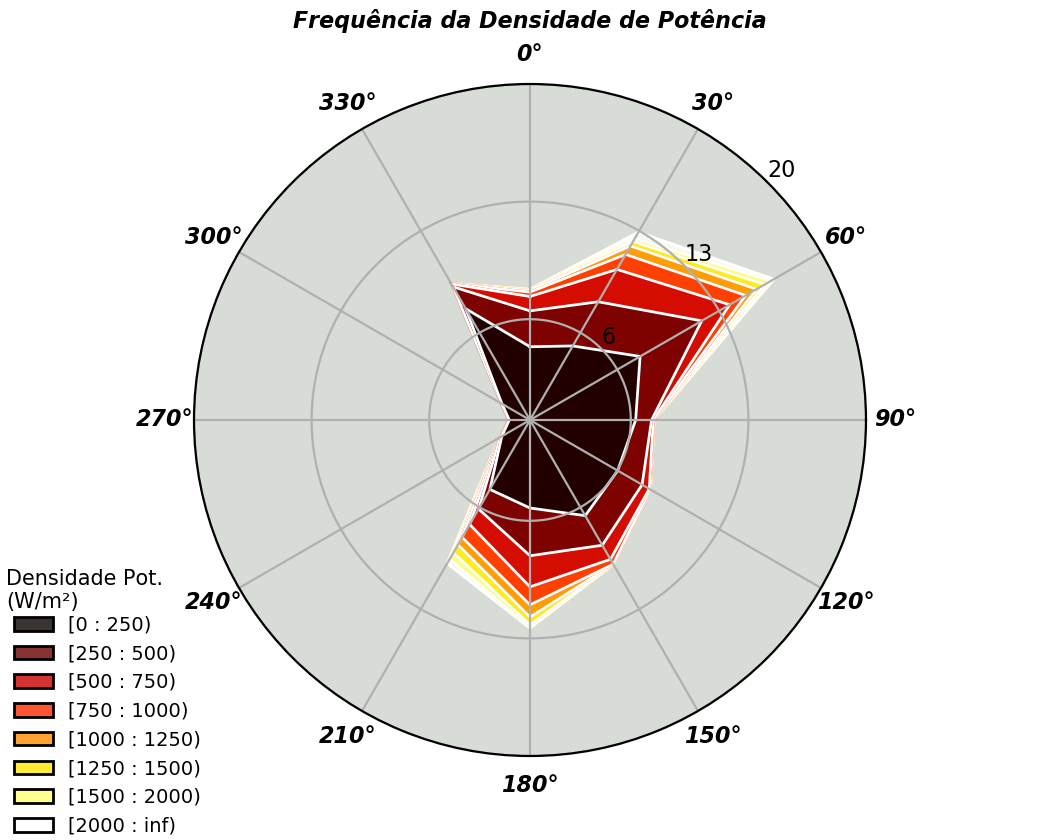 Frequência da Densidade de Potência
0°
330°
30°
20
300°
60°
13
6
270°
90°
240°
120°
210°
150°
180°
Densidade Pot.
(W/m²)
[0 : 250)
[250 : 500)
[500 : 750)
[750 : 1000)
[1000 : 1250)
[1250 : 1500)
[1500 : 2000)
[2000 : inf)